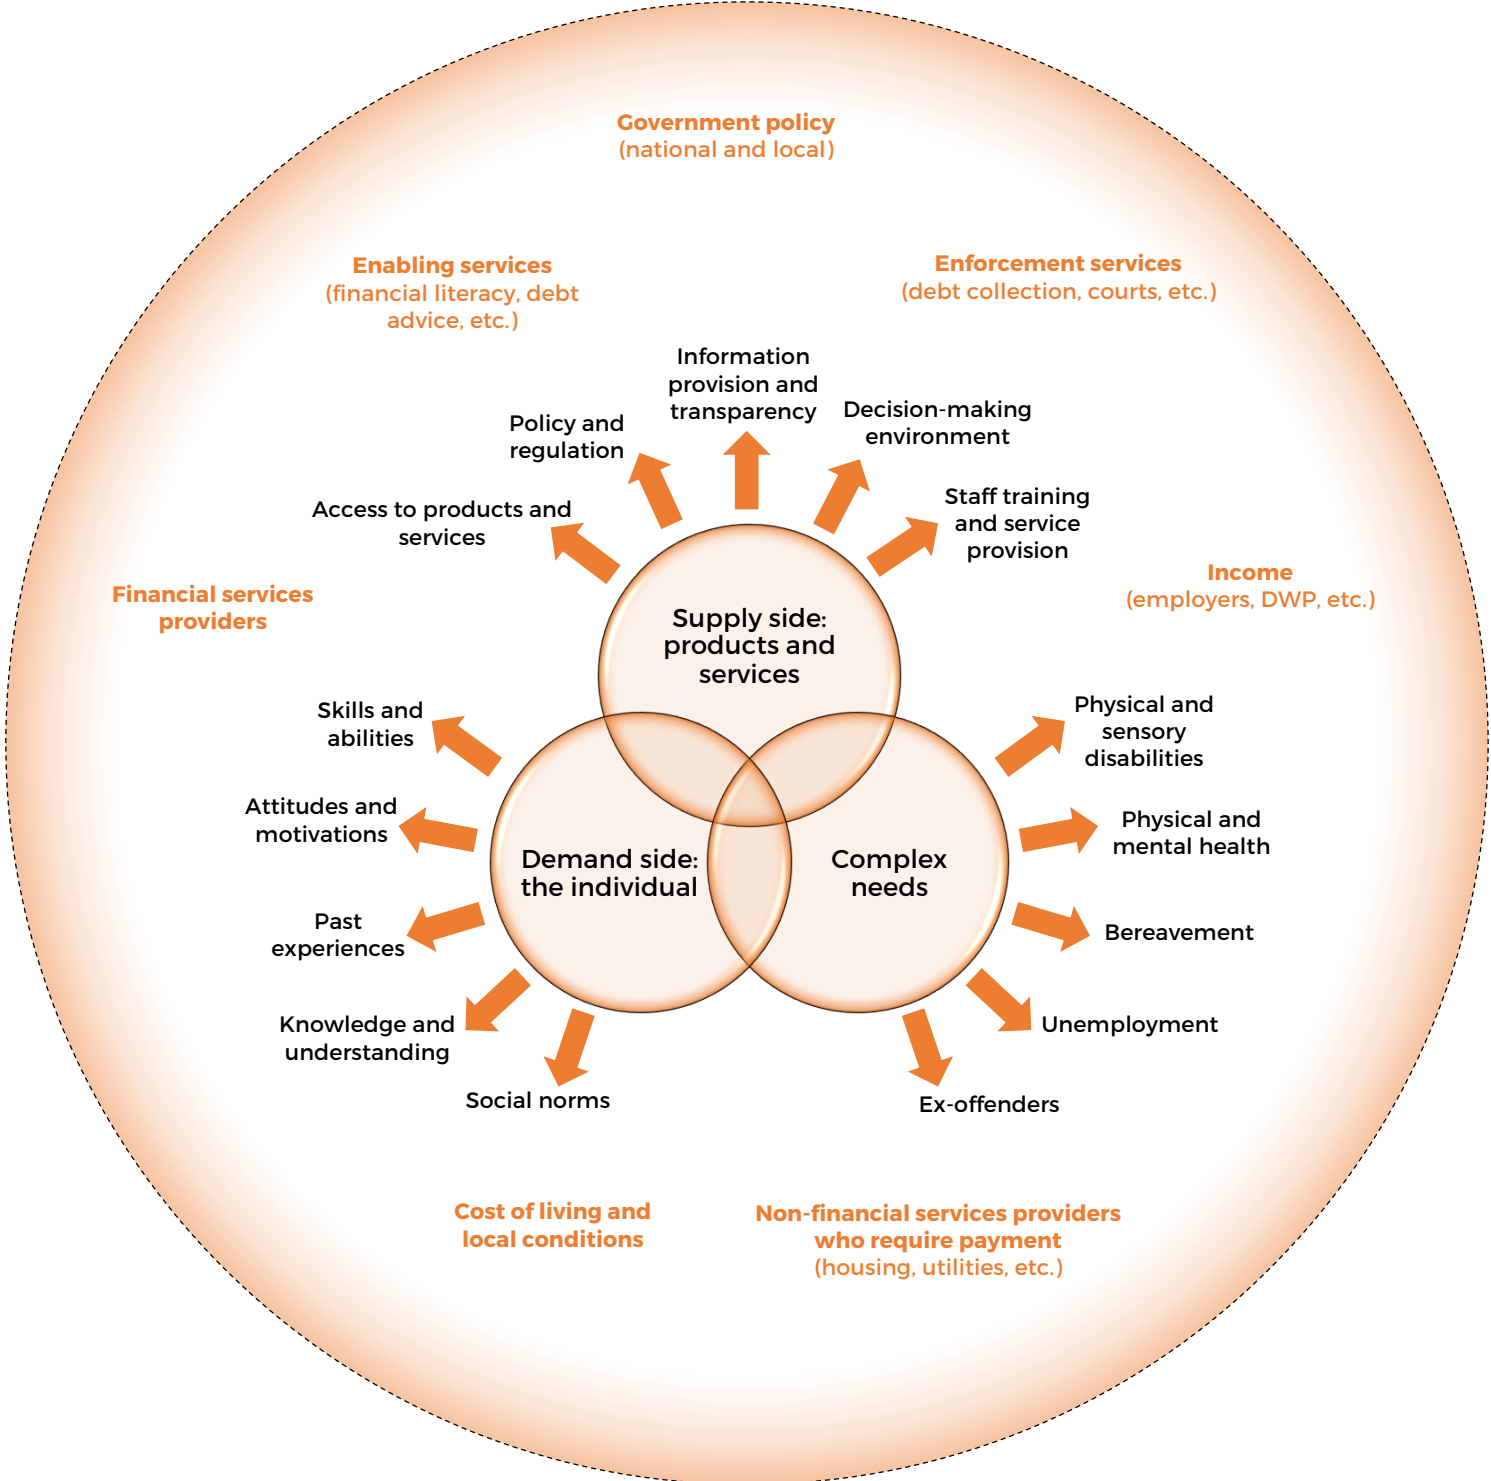 Government policy
(national and local)
Enabling services
(financial literacy, debt
advice, etc.)
Enforcement services
(debt collection, courts, etc.)
Information
provision and
transparency
Policy and
regulation
Decision-making
environment
Access to products and
services
Staff training
and service
provision
Financial services
providers
Income
(employers, DWP, etc.)
Supply side:
products and
services
Skills and
abilities
Attitudes and
motivations
Past
experiences
Knowledge and
understanding
Social norms
Demand side:
the individual
Complex
needs
Physical and
sensory
disabilities
Physical and
mental health
Bereavement
Unemployment
Ex-offenders
Cost of living and
local conditions
Non-financial services providers
who require payment
(housing, utilities, etc.)